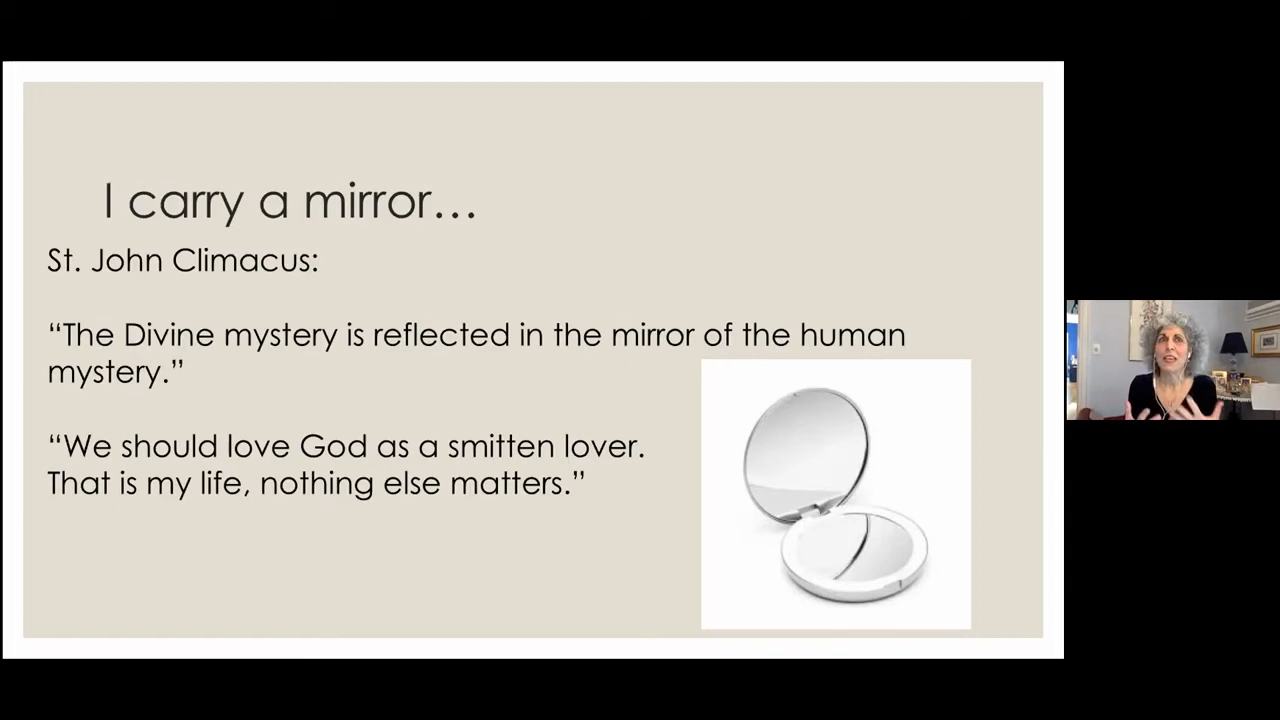 I carry a mirror…
St. John Climacus:
“The Divine mystery is reflected in the mirror of the human
mystery.”
“We should love God as a smitten lover.
That is my life, nothing else matters.”